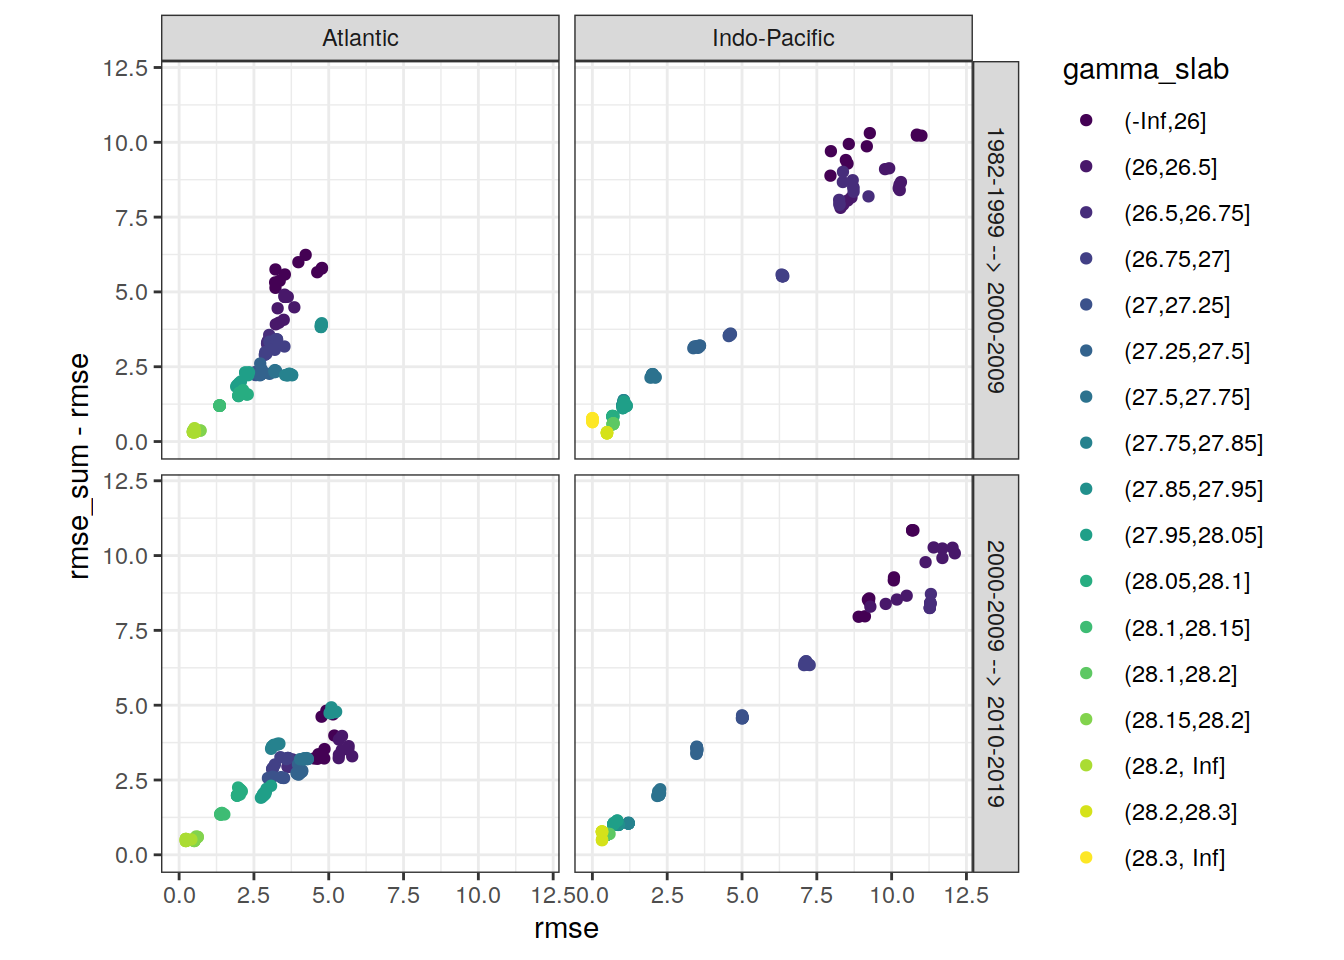 Atlantic
Indo-Pacific
12.5
10.0
7.5
5.0
2.5
0.0
1982-1999 --> 2000-2009
12.5
10.0
7.5
5.0
2.5
0.0
2000-2009 --> 2010-2019
rmse_sum - rmse
0.0 2.5 5.0 7.5 10.0 12.5
0.0 2.5 5.0 7.5 10.0 12.5
rmse
gamma_slab
(-Inf,26]
(26,26.5]
(26.5,26.75]
(26.75,27]
(27,27.25]
(27.25,27.5]
(27.5,27.75]
(27.75,27.85]
(27.85,27.95]
(27.95,28.05]
(28.05,28.1]
(28.1,28.15]
(28.1,28.2]
(28.15,28.2]
(28.2, Inf]
(28.2,28.3]
(28.3, Inf]